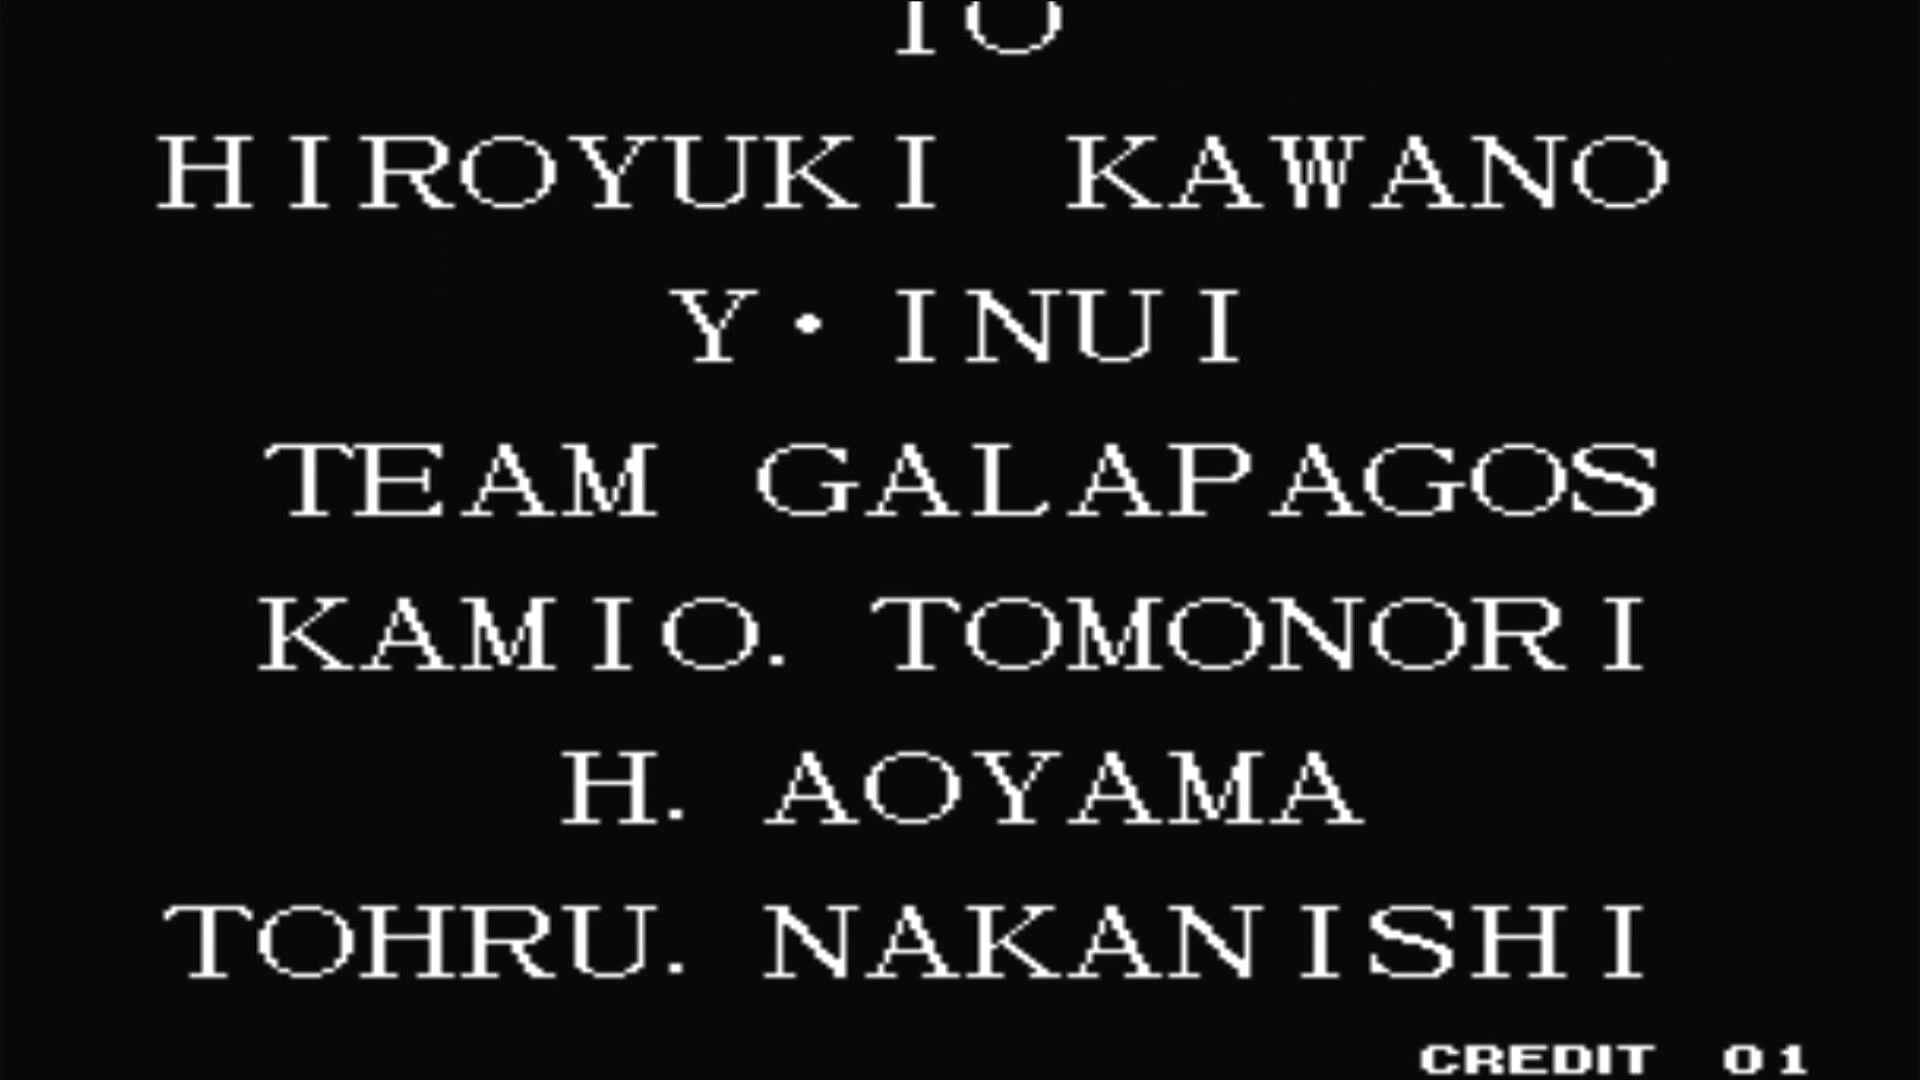 HIROYUKI KAWANO
Y・INUI
TEAM GALAPAGOS
KAMIO. TOMONORI
H. AOYAMA
TOHRU. NAKANISHI
CREDIT 01